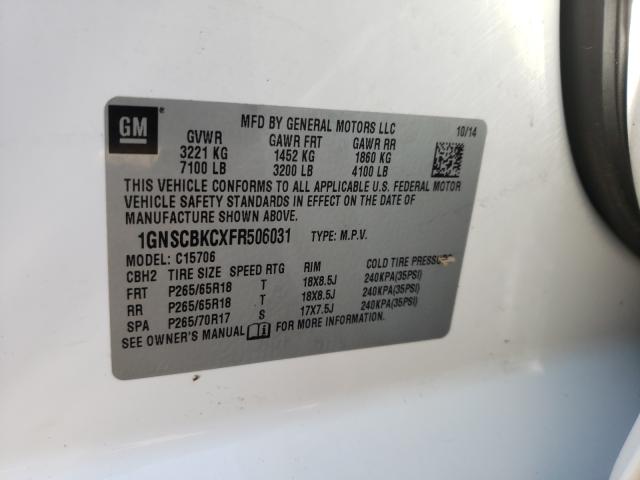 GM
MFD BY GENERAL MOTORS LLC 10/14
GVWR GAWR FRT GAWR RR
3221 KG 1452 KG 1860 KG
7100 LB 3200 LB 4100 LB
THIS VEHICLE CONFORMS TO ALL APPLICABLE U.S. FEDERAL MOTOR
VEHICLE SAFETY STANDARDS IN EFFECT ON THE DATE OF
MANUFACTURE SHOWN ABOVE.
1GNSCBKCXFR506031 TYPE: M.P.V.
MODEL: C15706
CBH2 TIRE SIZE SPEED RTG RIM COLD TIRE PRESSURE
FRT P265/65R18 T 18X8.5J 240KPA(35PSI)
RR P265/65R18 T 18X8.5J 240KPA(35PSI)
SPA P265/70R17 S 17X7.5J 240KPA(35PSI)
SEE OWNER'S MANUAL FOR MORE INFORMATION.